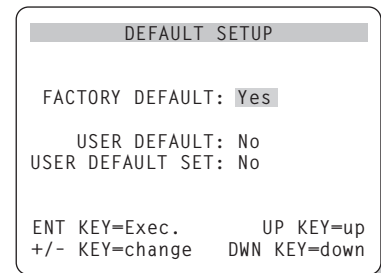 DEFAULT SETUP
FACTORY DEFAULT: Yes
USER DEFAULT: No
USER DEFAULT SET: No
ENT KEY=Exec. UP KEY=up
+/- KEY=change DWN KEY=down